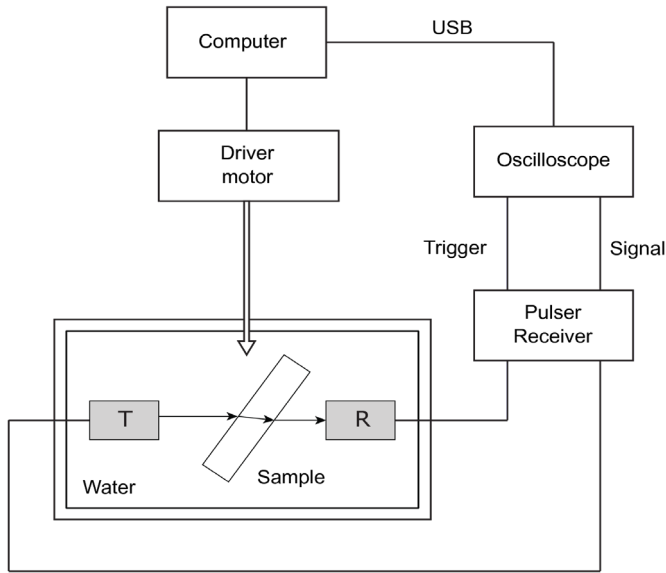 Computer
USB
Driver
motor
Oscilloscope
Trigger
Signal
Pulser
Receiver
T
R
Sample
Water